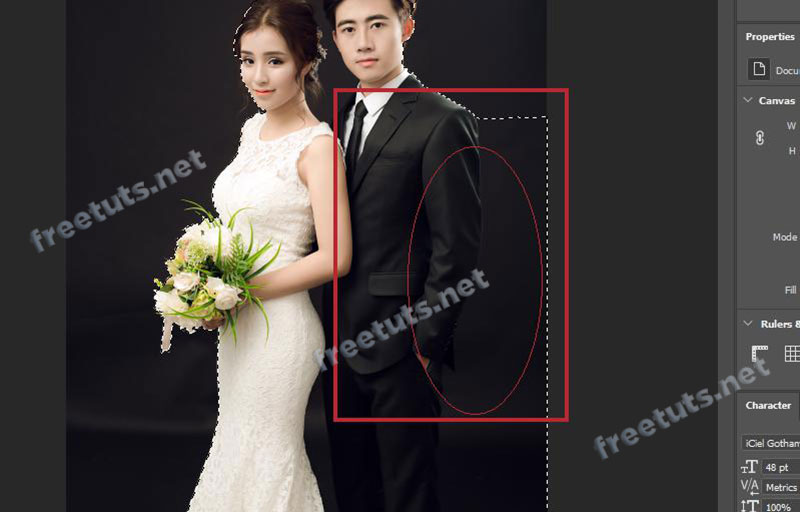 Properties
Docu
Canvas
W
H
freetuts.net
Mode
freetuts.net
Fill
Rulers &
freetuts.net
Character
iCiel Gotham
48 pt
Metrics
100%